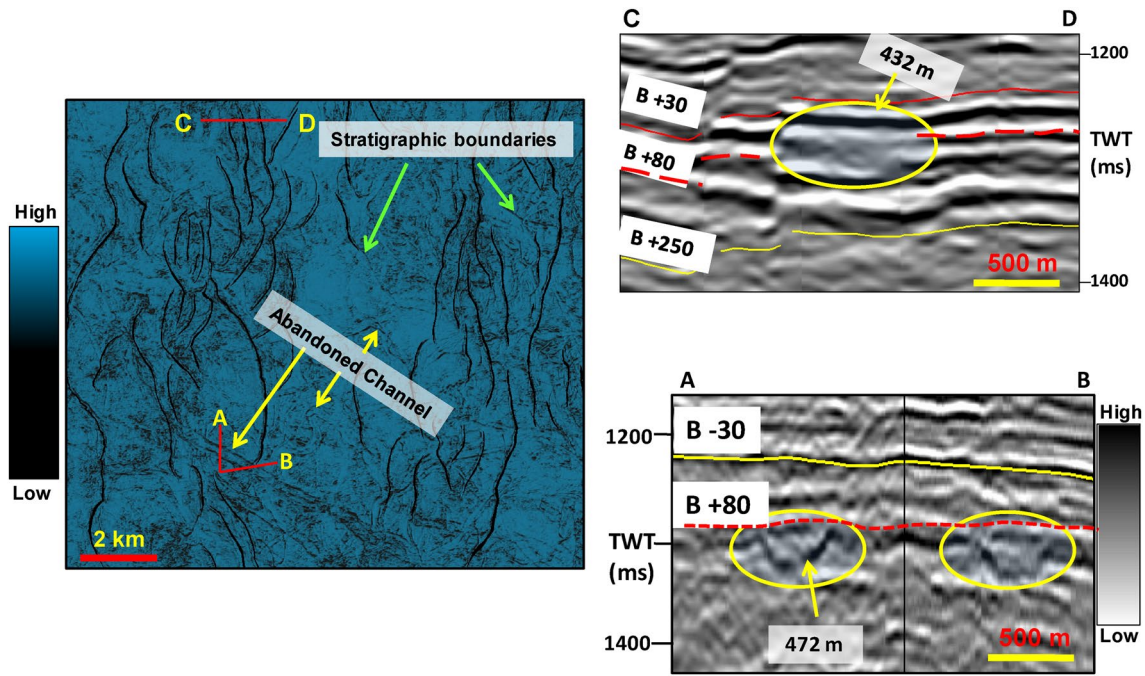 High
Low
C
D
Stratigraphic boundaries
Abandoned Channel
A
B
2 km
C
D
432 m
B +30
B +80
B +250
500 m
1200
TWT
(ms)
1400
A
B
B -30
B +80
1200
TWT
(ms)
1400
472 m
500 m
High
Low